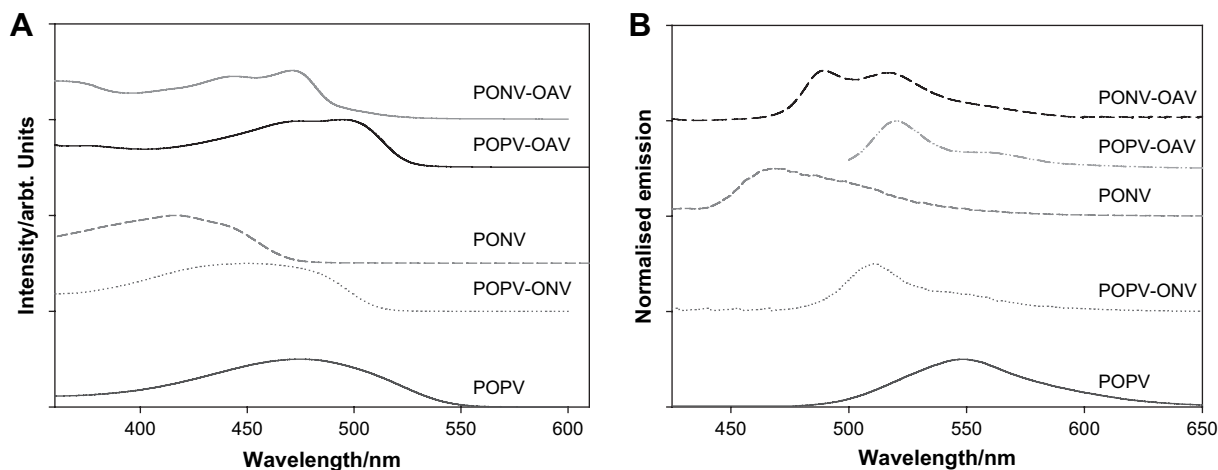 A
Intensity/arbt. Units
PONV-OAV
POPV-OAV
PONV
POPV-ONV
POPV
400 450 500 550 600
Wavelength/nm
B
Normalised emission
PONV-OAV
POPV-OAV
PONV
POPV-ONV
POPV
450 500 550 600 650
Wavelength/nm